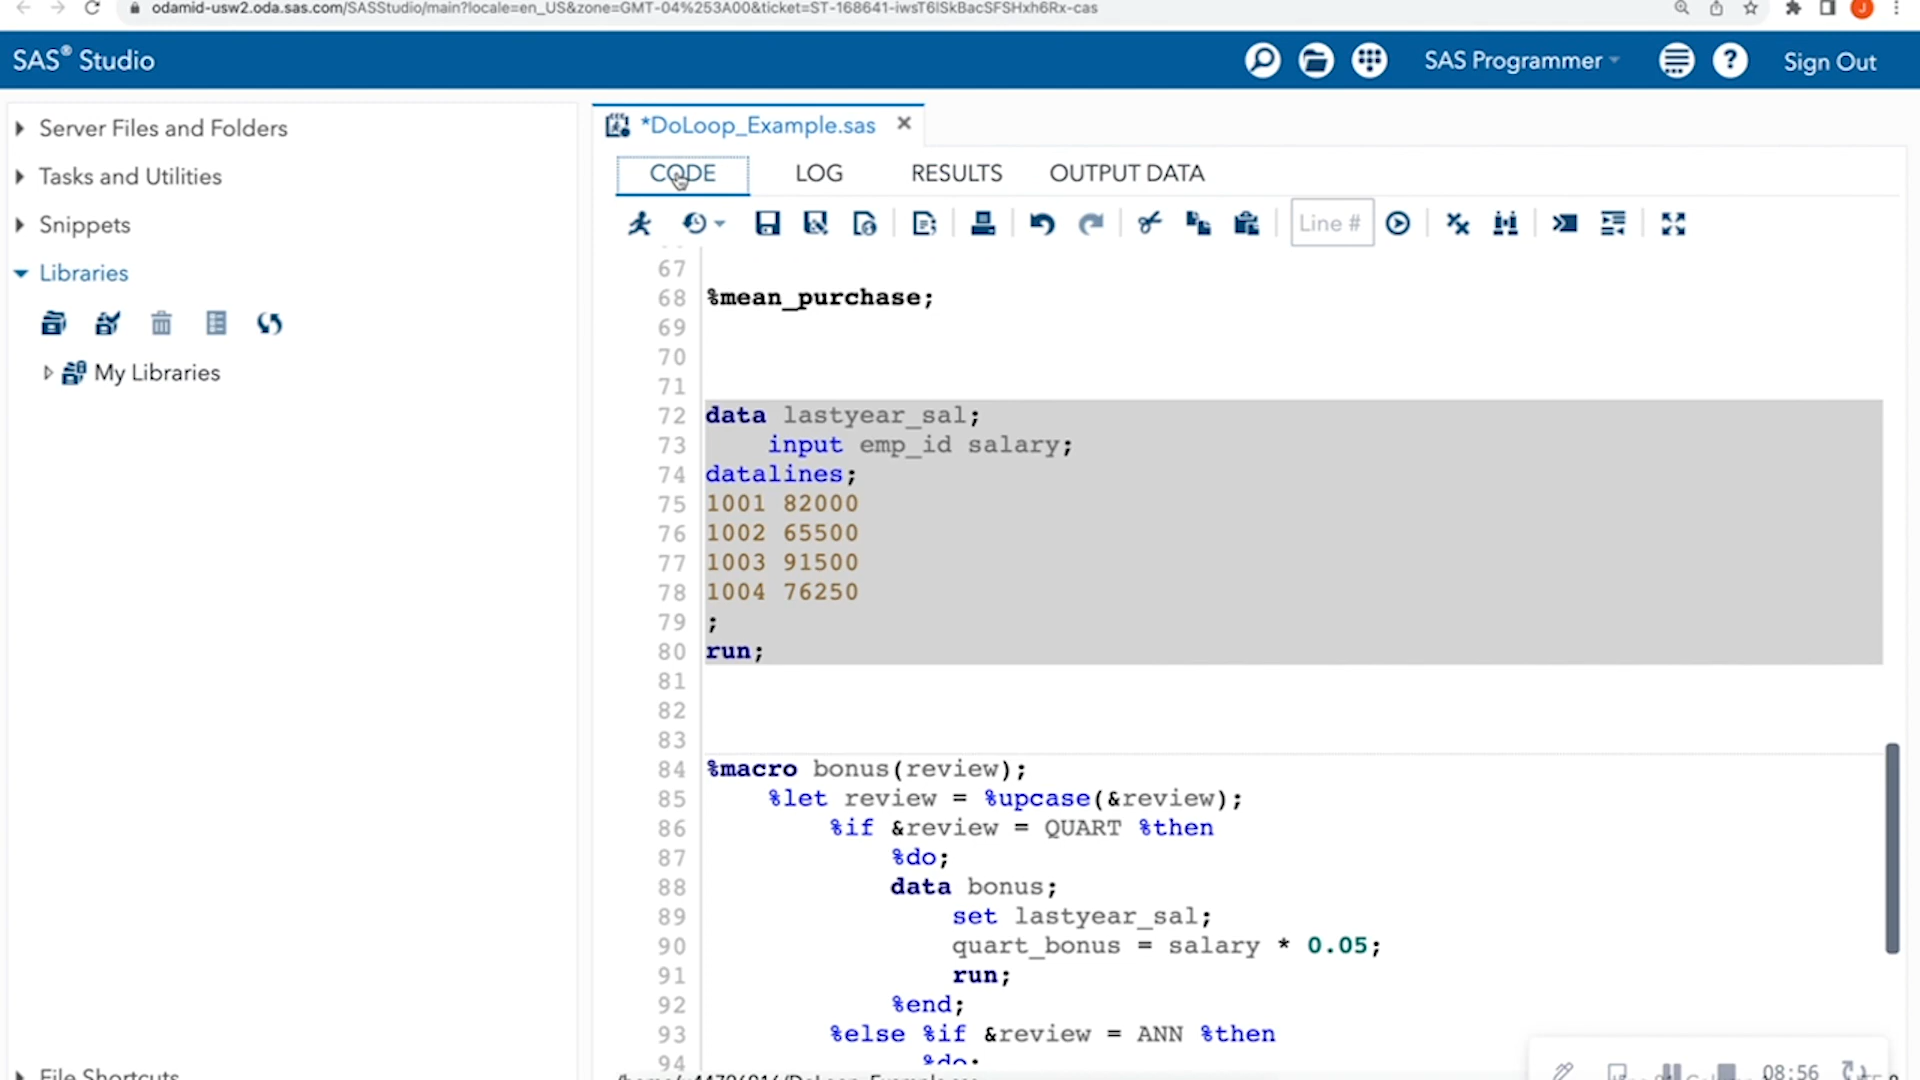 odamid-usw2.oda.sas.com/SASStudio/main?locale=en_US&zone=GMT-04%253A00&ticket=ST-168641-iwsT6lSkBacSFSHxh6Rx-cas
J
SAS® Studio
SAS Programmer
?
Sign Out
Server Files and Folders
Tasks and Utilities
Snippets
Libraries
My Libraries
File Shortcuts
*DoLoop_Example.sas
CODE
LOG
RESULTS
OUTPUT DATA
Line #
67
68 %mean_purchase;
69
70
71
72 data lastyear_sal;
73 input emp_id salary;
74 datalines;
75 1001 82000
76 1002 65500
77 1003 91500
78 1004 76250
79 ;
80 run;
81
82
83
84 %macro bonus(review);
85 %let review = %upcase(&review);
86 %if &review = QUART %then
87 %do;
88 data bonus;
89 set lastyear_sal;
90 quart_bonus = salary * 0.05;
91 run;
92 %end;
93 %else %if &review = ANN %then
94 %do;
08:56